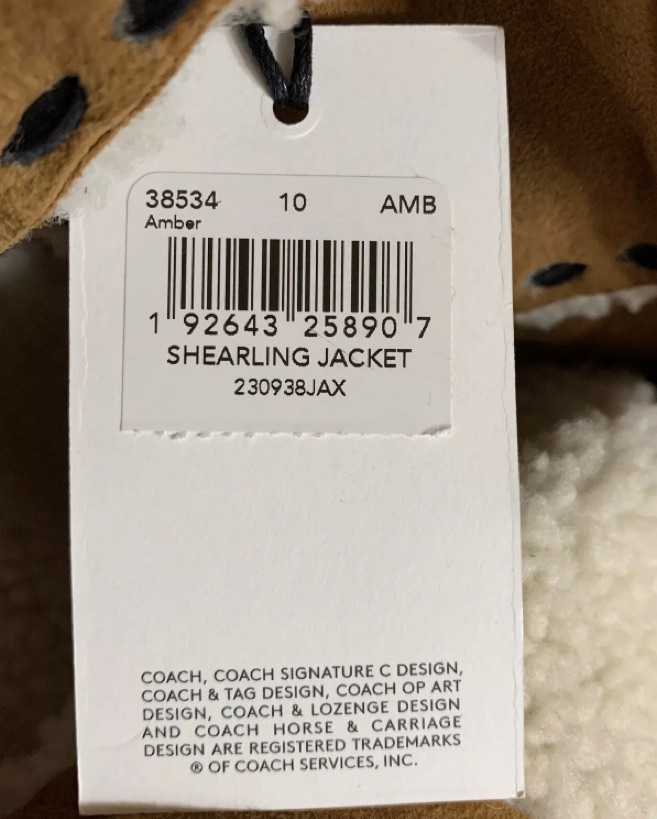 38534 10 AMB
Amber
1 92643 25890 7
SHEARLING JACKET
230938JAX
COACH, COACH SIGNATURE C DESIGN,
COACH & TAG DESIGN, COACH OP ART
DESIGN, COACH & LOZENGE DESIGN
AND COACH HORSE & CARRIAGE
DESIGN ARE REGISTERED TRADEMARKS
® OF COACH SERVICES, INC.